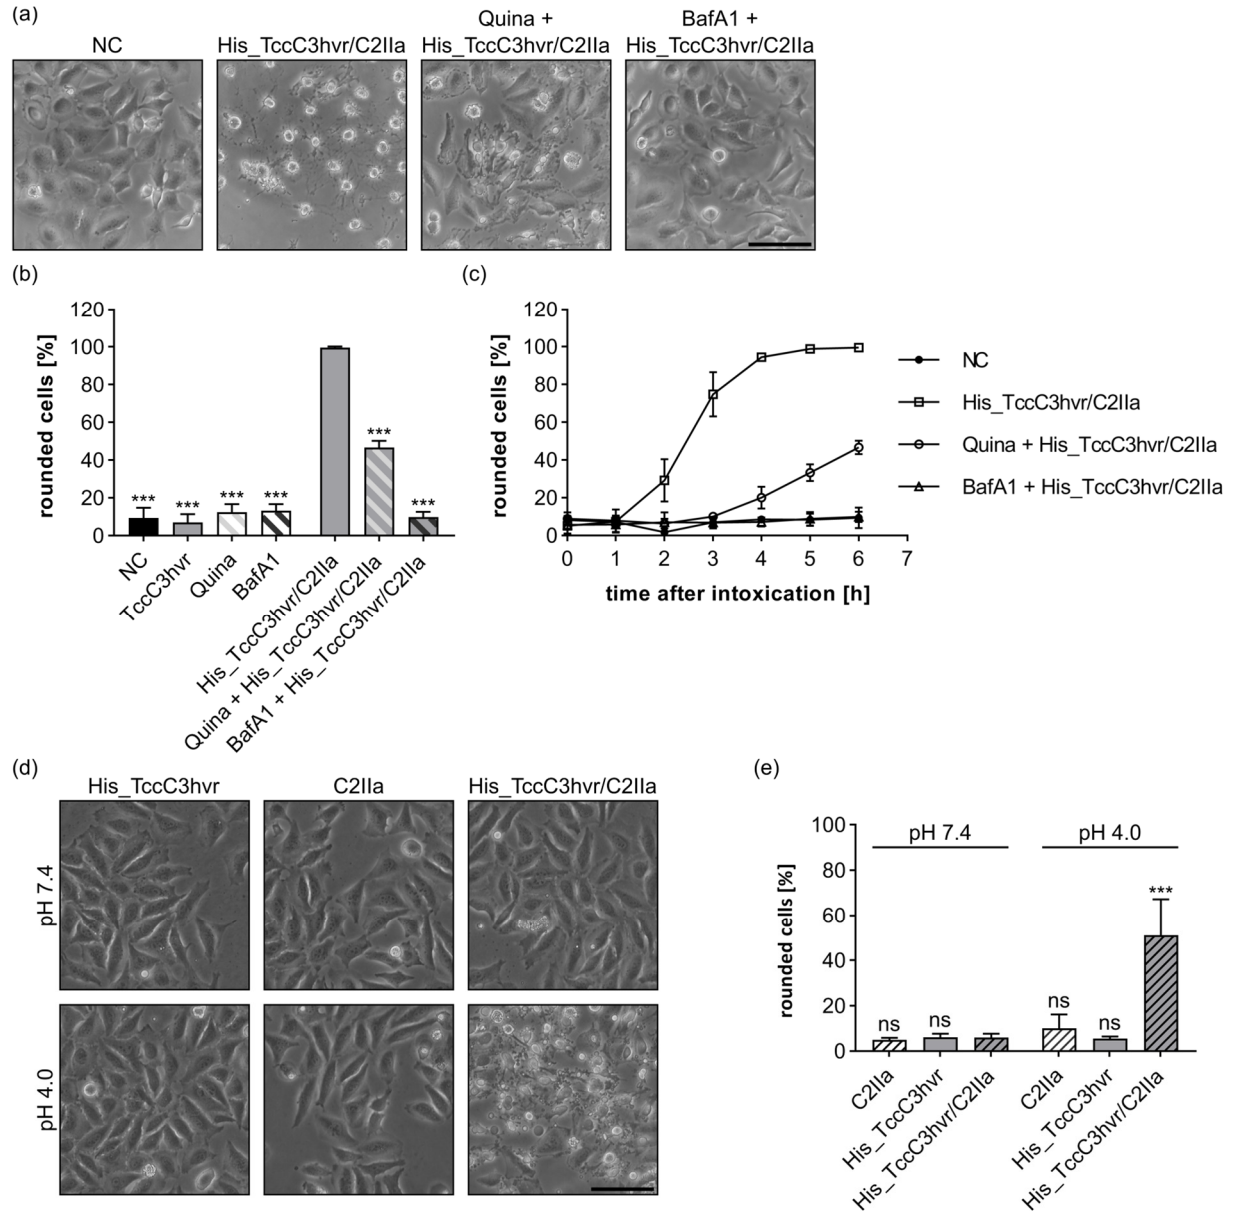 (a)
NC
His_TccC3hvr/C2IIa
Quina +
His_TccC3hvr/C2IIa
BafA1 +
His_TccC3hvr/C2IIa
(b)
rounded cells [%]
120
100
80
60
40
20
0
***
***
***
***
***
***
NC
TccC3hvr
Quina
BafA1
His_TccC3hvr/C2IIa
Quina + His_TccC3hvr/C2IIa
BafA1 + His_TccC3hvr/C2IIa
(c)
rounded cells [%]
120
100
80
60
40
20
0
0 1 2 3 4 5 6 7
time after intoxication [h]
NC
His_TccC3hvr/C2IIa
Quina + His_TccC3hvr/C2IIa
BafA1 + His_TccC3hvr/C2IIa
(d)
His_TccC3hvr
C2IIa
His_TccC3hvr/C2IIa
pH 7.4
pH 4.0
(e)
rounded cells [%]
100
80
60
40
20
0
pH 7.4
pH 4.0
ns
ns
ns
ns
***
C2IIa
His_TccC3hvr
His_TccC3hvr/C2IIa
C2IIa
His_TccC3hvr
His_TccC3hvr/C2IIa